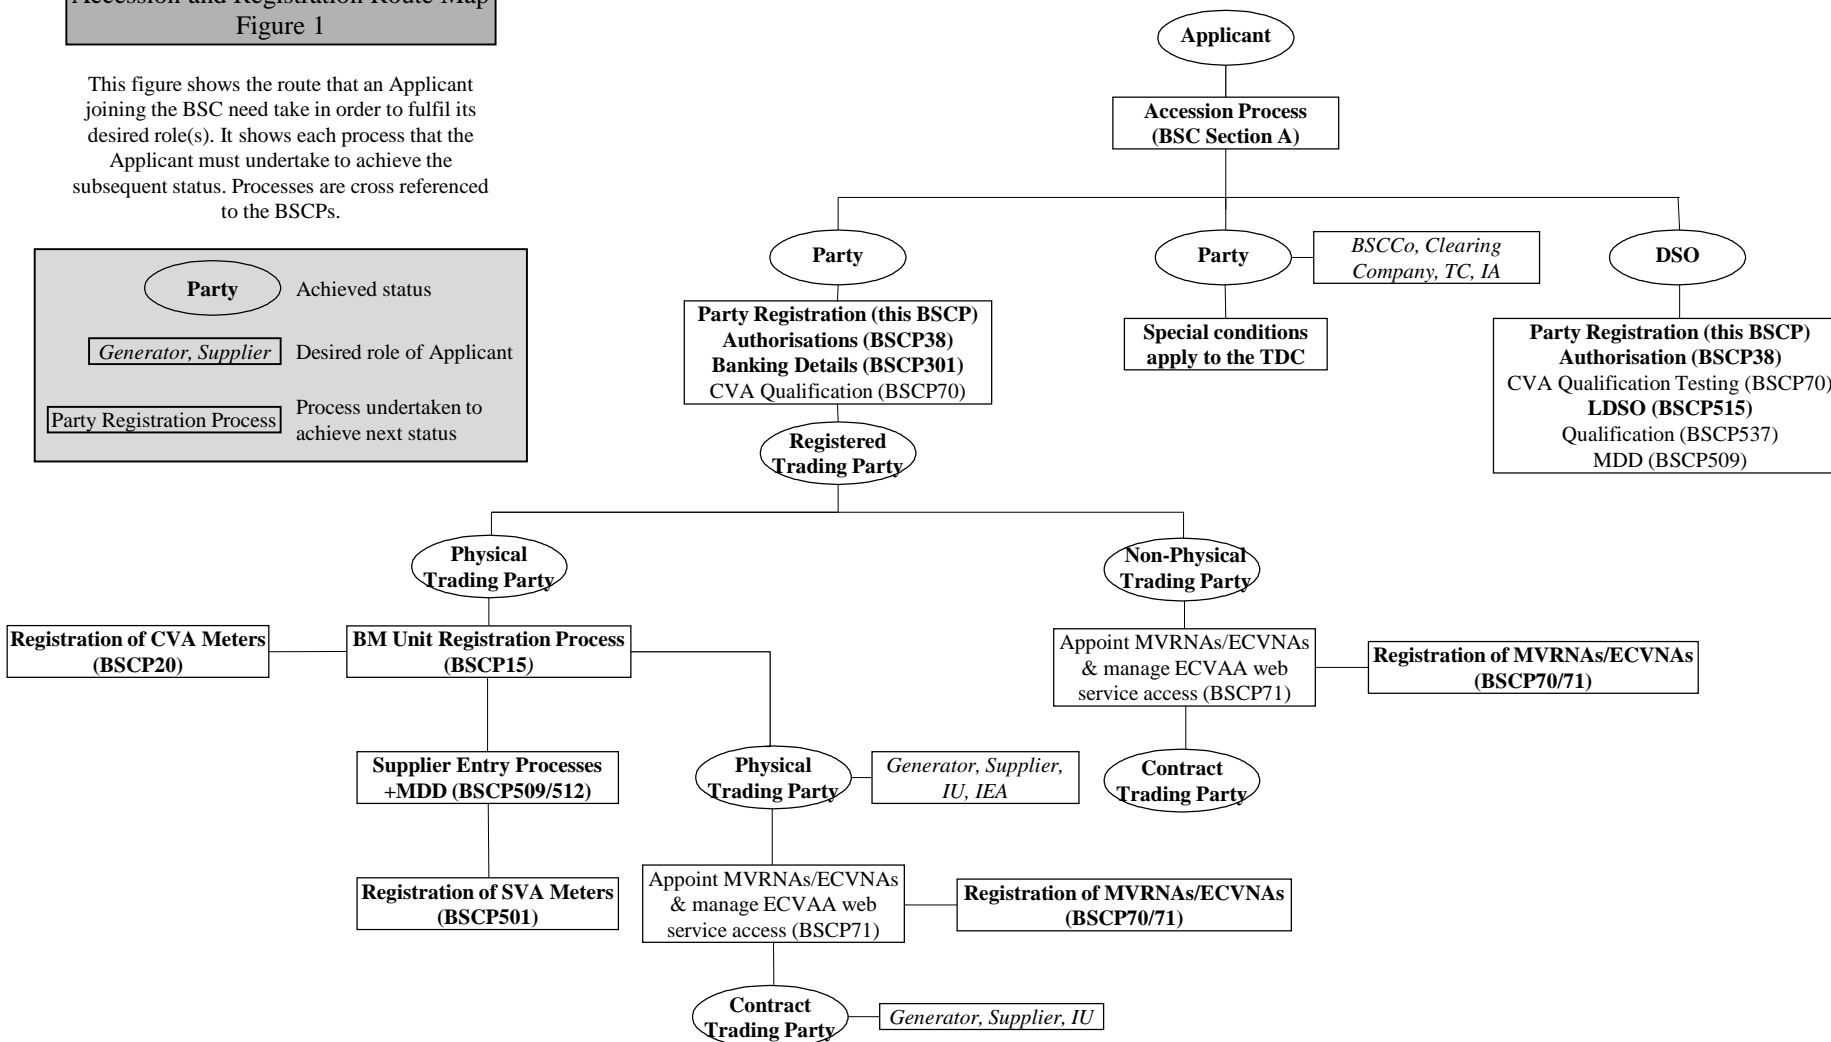 Accession and Registration Route Map
Figure 1
This figure shows the route that an Applicant
joining the BSC need take in order to fulfil its
desired role(s). It shows each process that the
Applicant must undertake to achieve the
subsequent status. Processes are cross referenced
to the BSCPs.
Party
Achieved status
Generator, Supplier
Desired role of Applicant
Party Registration Process
Process undertaken to
achieve next status
Applicant
Accession Process
(BSC Section A)
Party
Party
BSCCo, Clearing
Company, TC, IA
DSO
Party Registration (this BSCP)
Authorisations (BSCP38)
Banking Details (BSCP301)
CVA Qualification (BSCP70)
Special conditions
apply to the TDC
Party Registration (this BSCP)
Authorisation (BSCP38)
CVA Qualification Testing (BSCP70)
LDSO (BSCP515)
Qualification (BSCP537)
MDD (BSCP509)
Registered
Trading Party
Physical
Trading Party
Non-Physical
Trading Party
Registration of CVA Meters
(BSCP20)
BM Unit Registration Process
(BSCP15)
Appoint MVRNAs/ECVNAs
& manage ECVAA web
service access (BSCP71)
Registration of MVRNAs/ECVNAs
(BSCP70/71)
Supplier Entry Processes
+MDD (BSCP509/512)
Physical
Trading Party
Generator, Supplier,
IU, IEA
Contract
Trading Party
Registration of SVA Meters
(BSCP501)
Appoint MVRNAs/ECVNAs
& manage ECVAA web
service access (BSCP71)
Registration of MVRNAs/ECVNAs
(BSCP70/71)
Contract
Trading Party
Generator, Supplier, IU